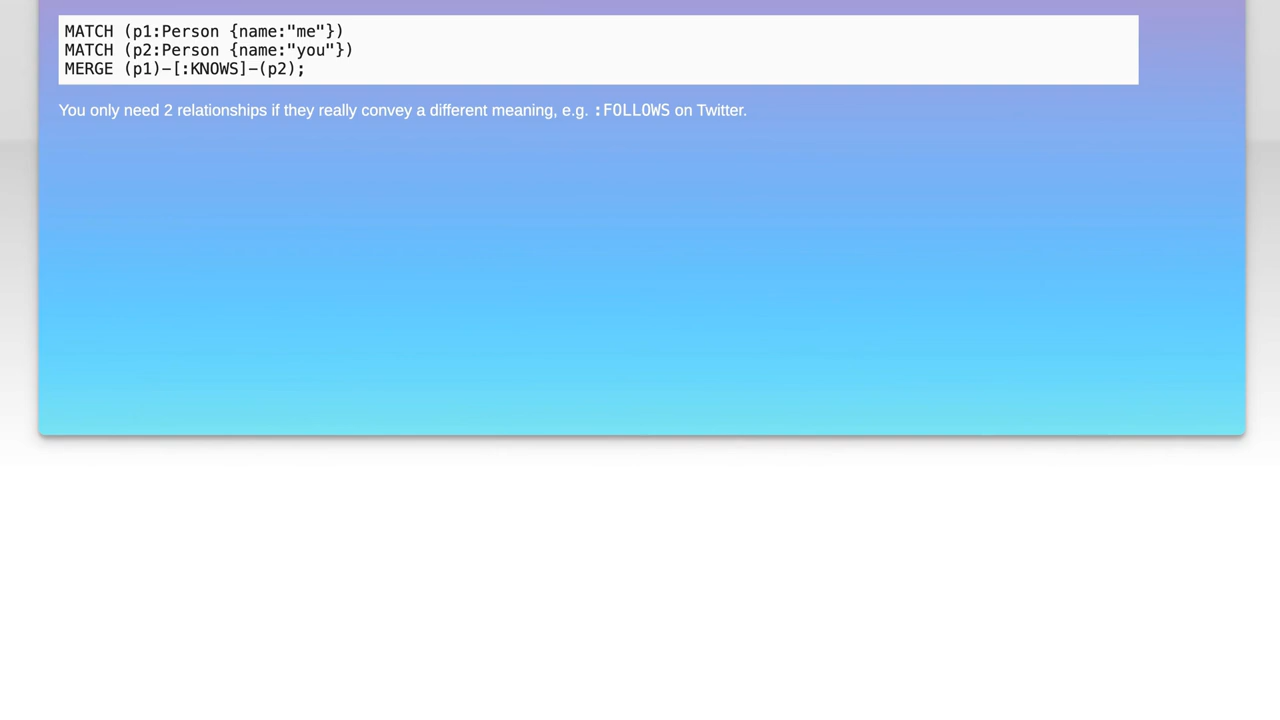 MATCH (p1:Person {name:"me"})
MATCH (p2:Person {name:"you"})
MERGE (p1)-[:KNOWS]-(p2);
You only need 2 relationships if they really convey a different meaning, e.g. :FOLLOWS on Twitter.